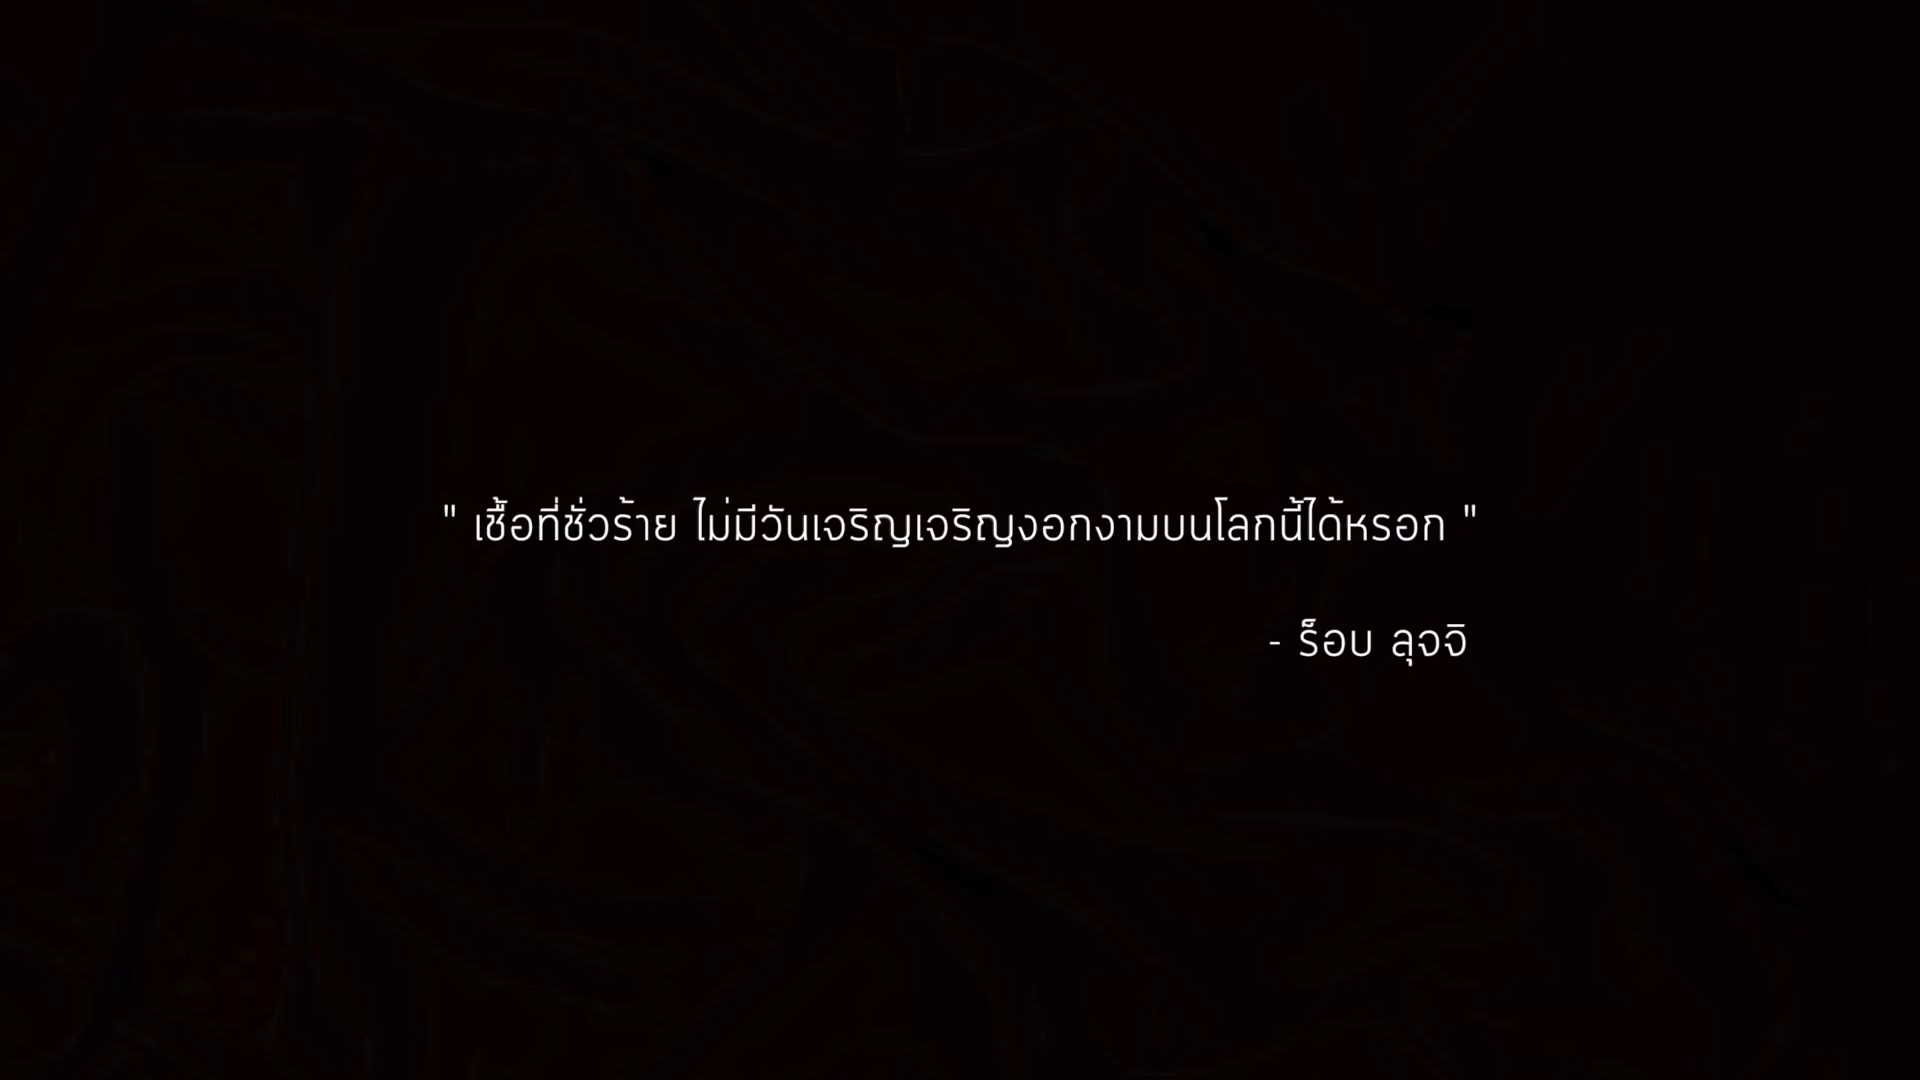 " เชื้อที่ชั่วร้าย ไม่มีวันเจริญเจริญงอกงามบนโลกนี้ได้หรอก "
- ร็อบ ลุจจิ